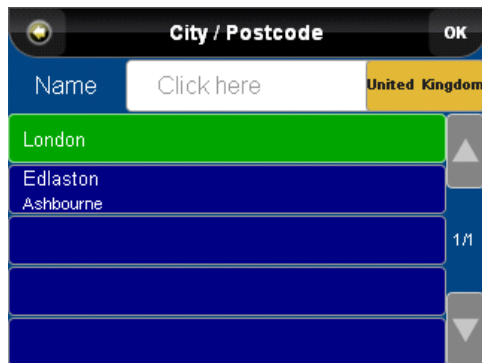 City / Postcode OK
Name Click here United Kingdom
London
Edlaston
Ashbourne
1/1